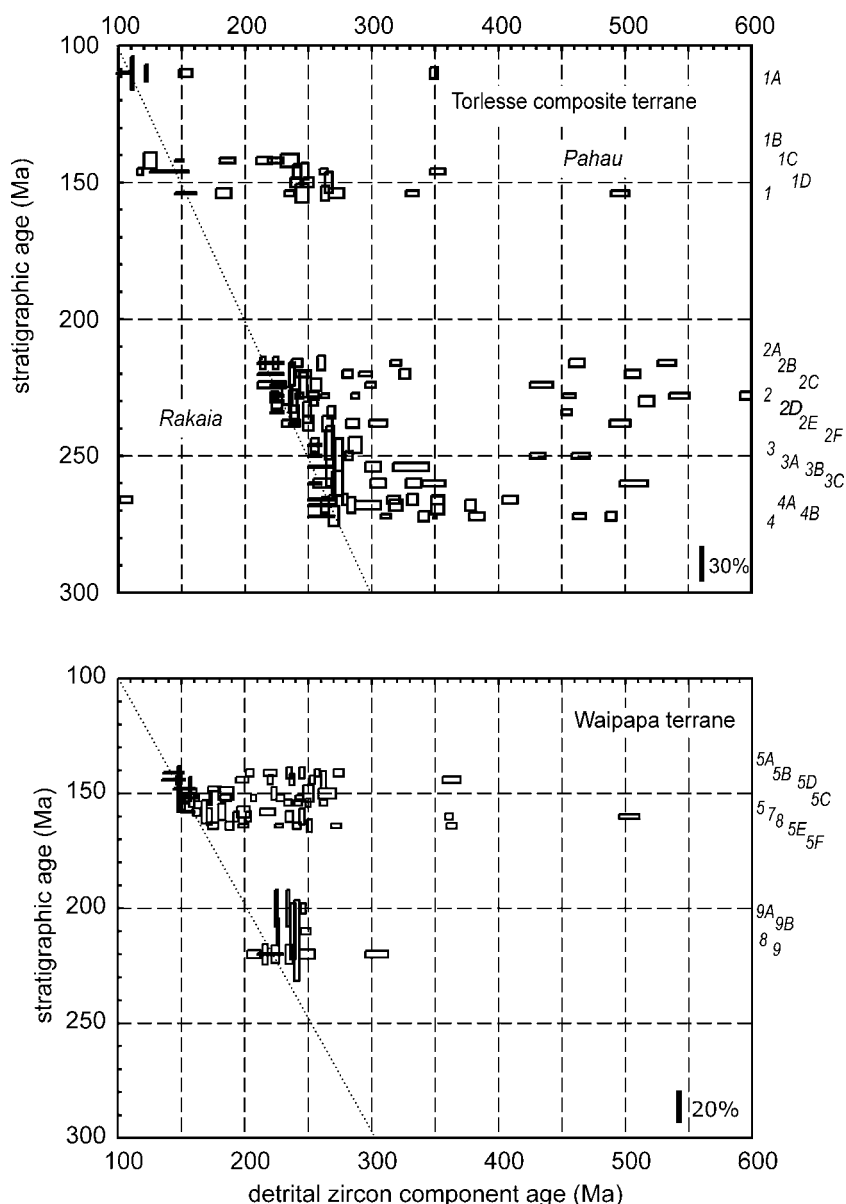 100 200 300 400 500 600
100
150
200
250
300
stratigraphic age (Ma)
Torlesse composite terrane
Pahau
Rakaia
30%
1A
1B
1C
1D
1
2A
2B
2C
2
2D
2E
2F
3
3A
3B
3C
4A
4B
4
100
150
200
250
300
stratigraphic age (Ma)
Waipapa terrane
20%
5A
5B
5D
5C
5
7
8
5E
5F
9A
9B
8
9
100 200 300 400 500 600
detrital zircon component age (Ma)